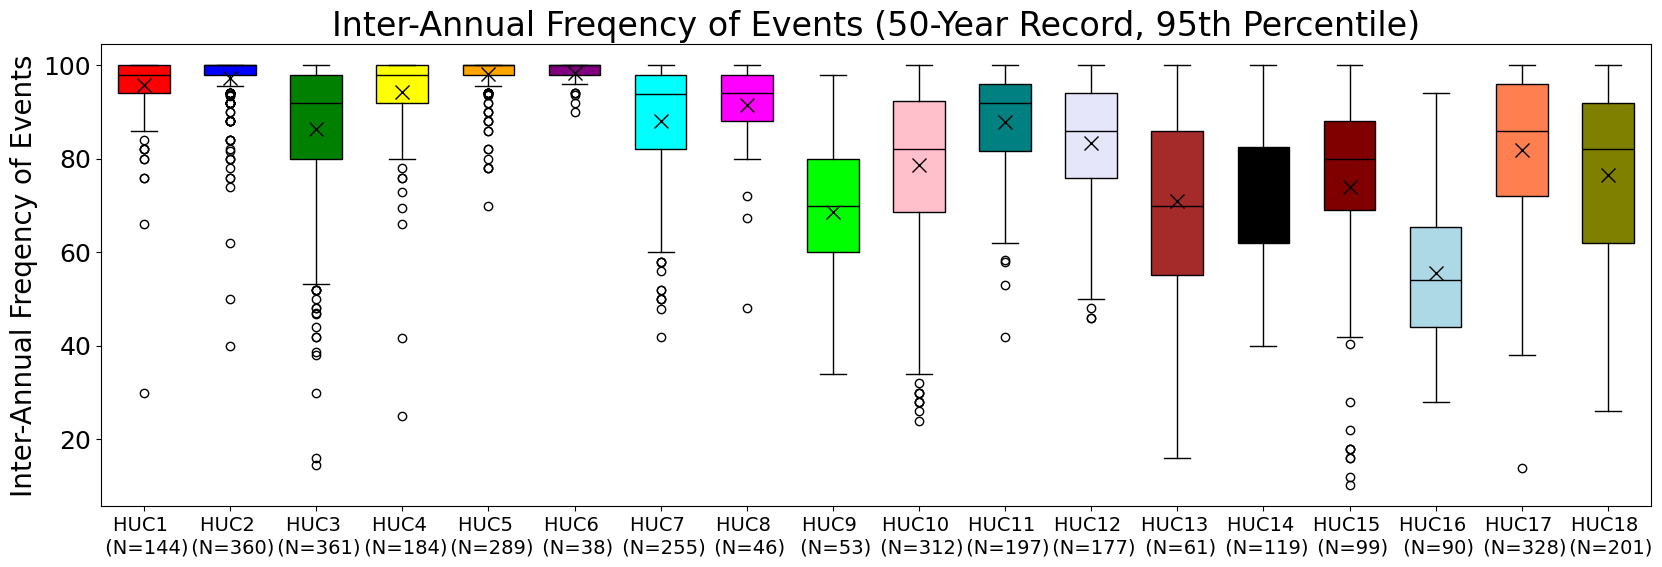 Inter-Annual Freqency of Events (50-Year Record, 95th Percentile)
Inter-Annual Freqency of Events
100
80
60
40
20
HUC1 HUC2 HUC3 HUC4 HUC5 HUC6 HUC7 HUC8 HUC9 HUC10 HUC11 HUC12 HUC13 HUC14 HUC15 HUC16 HUC17 HUC18
(N=144) (N=360) (N=361) (N=184) (N=289) (N=38) (N=255) (N=46) (N=53) (N=312) (N=197) (N=177) (N=61) (N=119) (N=99) (N=90) (N=328) (N=201)